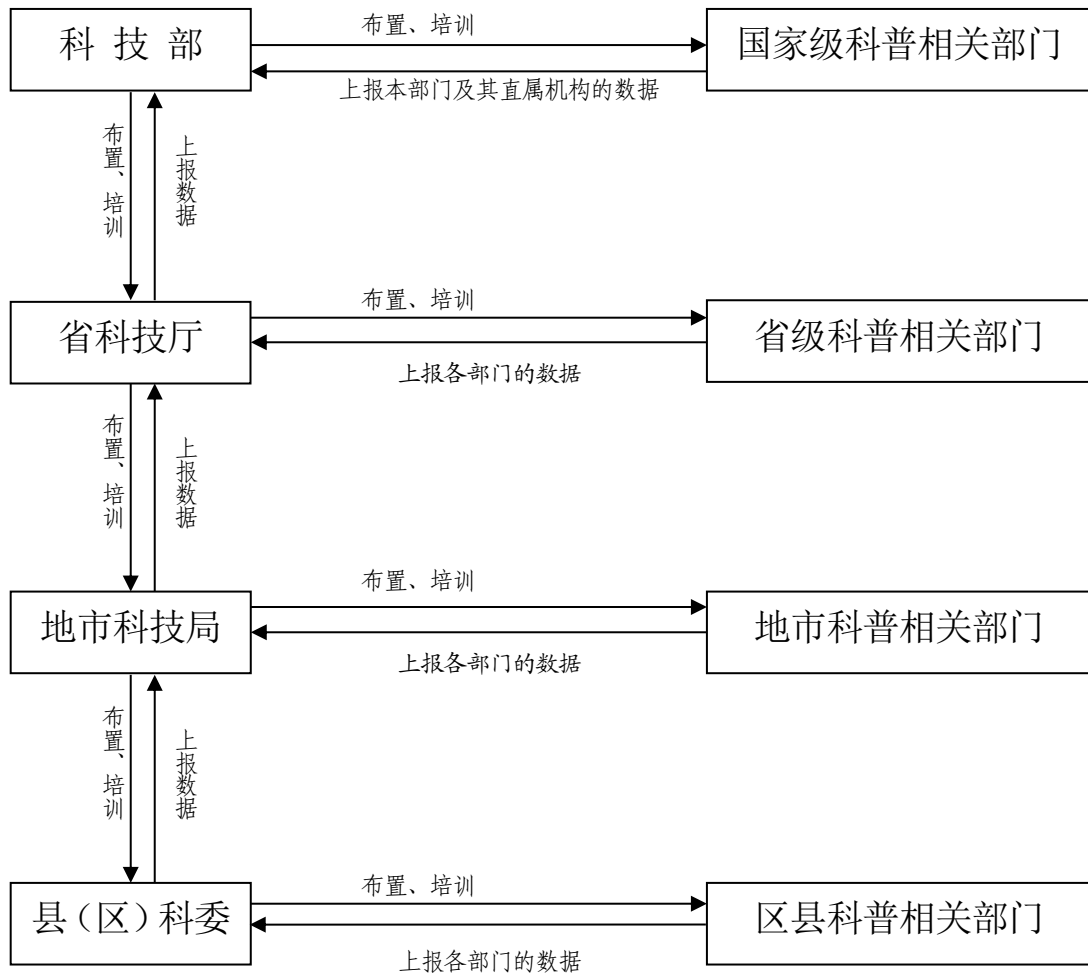 科 技 部
布置、培训
国家级科普相关部门
上报本部门及其直属机构的数据
布置、培训
上报数据
省科技厅
布置、培训
省级科普相关部门
上报各部门的数据
布置、培训
上报数据
地市科技局
布置、培训
地市科普相关部门
上报各部门的数据
布置、培训
上报数据
县（区）科委
布置、培训
区县科普相关部门
上报各部门的数据